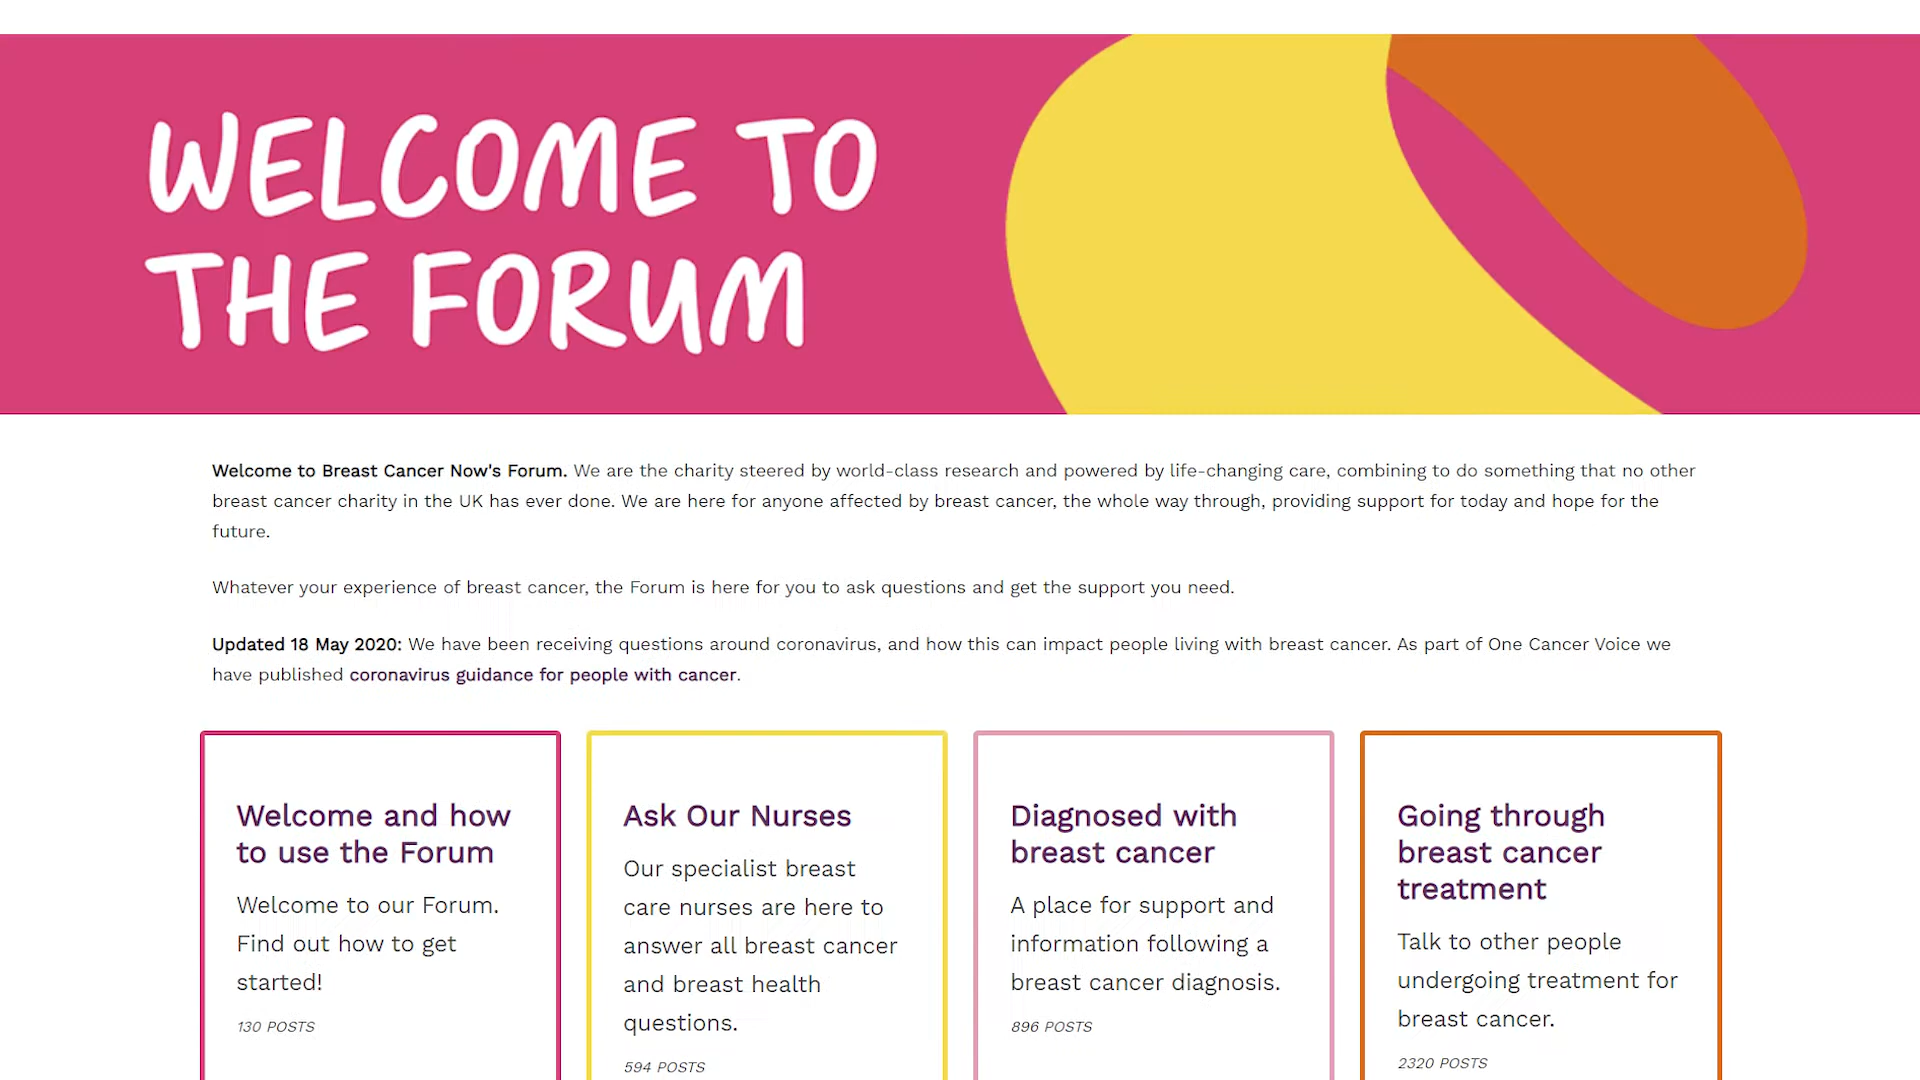 WELCOME TO
THE FORUM
Welcome to Breast Cancer Now's Forum. We are the charity steered by world-class research and powered by life-changing care, combining to do something that no other
breast cancer charity in the UK has ever done. We are here for anyone affected by breast cancer, the whole way through, providing support for today and hope for the
future.
Whatever your experience of breast cancer, the Forum is here for you to ask questions and get the support you need.
Updated 18 May 2020: We have been receiving questions around coronavirus, and how this can impact people living with breast cancer. As part of One Cancer Voice we
have published coronavirus guidance for people with cancer.
Welcome and how
to use the Forum
Welcome to our Forum.
Find out how to get
started!
130 POSTS
Ask Our Nurses
Our specialist breast
care nurses are here to
answer all breast cancer
and breast health
questions.
594 POSTS
Diagnosed with
breast cancer
A place for support and
information following a
breast cancer diagnosis.
896 POSTS
Going through
breast cancer
treatment
Talk to other people
undergoing treatment for
breast cancer.
2320 POSTS